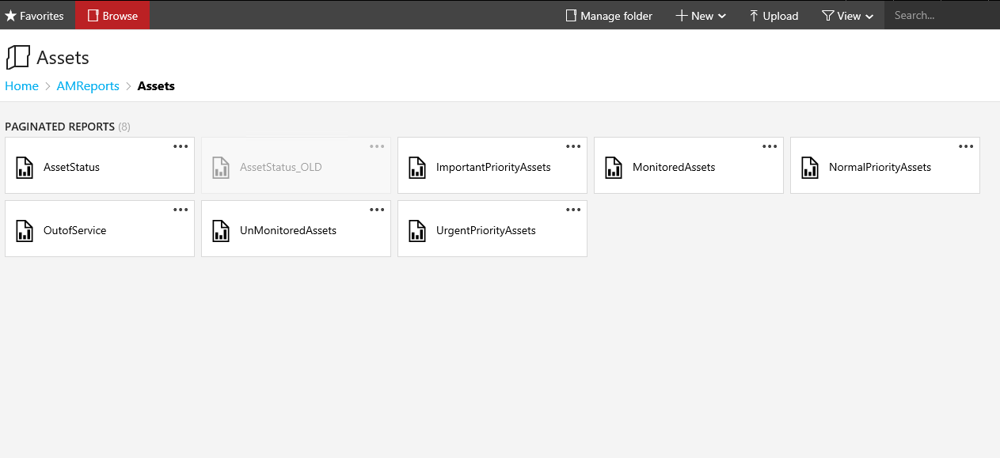 Favorites Browse Manage folder New Upload View Search...
Assets
Home > AMReports > Assets
PAGINATED REPORTS (8)
AssetStatus AssetStatus_OLD ImportantPriorityAssets MonitoredAssets NormalPriorityAssets
OutofService UnMonitoredAssets UrgentPriorityAssets